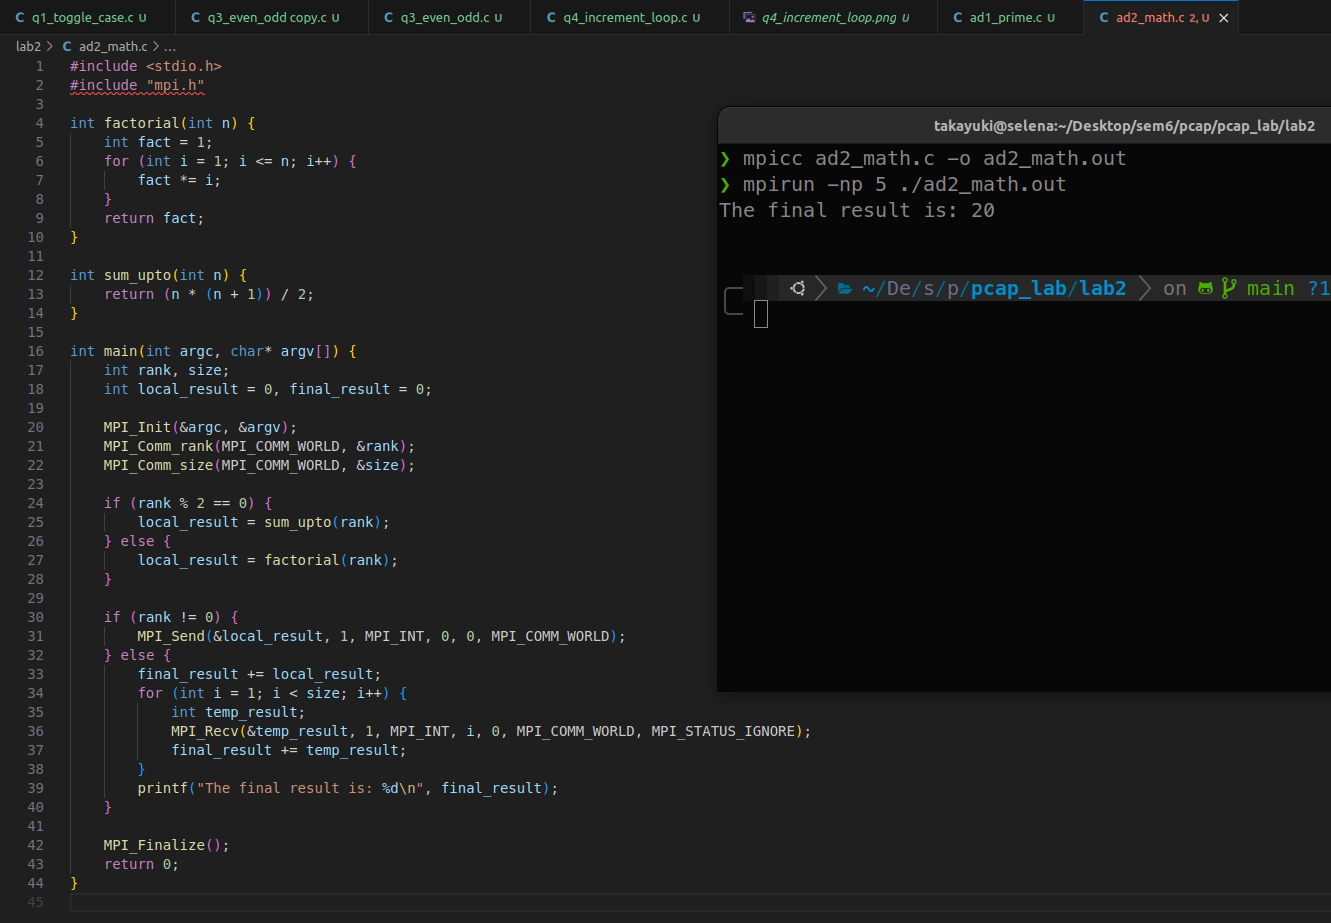 C q1_toggle_case.c U C q3_even_odd copy.c U C q3_even_odd.c U C q4_increment_loop.c U q4_increment_loop.png U C ad1_prime.c U C ad2_math.c 2, U ×
lab2 > C ad2_math.c > ...
1 #include <stdio.h>
2 #include "mpi.h"
3
4 int factorial(int n) {
5 int fact = 1;
6 for (int i = 1; i <= n; i++) {
7 fact *= i;
8 }
9 return fact;
10 }
11
12 int sum_upto(int n) {
13 return (n * (n + 1)) / 2;
14 }
15
16 int main(int argc, char* argv[]) {
17 int rank, size;
18 int local_result = 0, final_result = 0;
19
20 MPI_Init(&argc, &argv);
21 MPI_Comm_rank(MPI_COMM_WORLD, &rank);
22 MPI_Comm_size(MPI_COMM_WORLD, &size);
23
24 if (rank % 2 == 0) {
25 local_result = sum_upto(rank);
26 } else {
27 local_result = factorial(rank);
28 }
29
30 if (rank != 0) {
31 MPI_Send(&local_result, 1, MPI_INT, 0, 0, MPI_COMM_WORLD);
32 } else {
33 final_result += local_result;
34 for (int i = 1; i < size; i++) {
35 int temp_result;
36 MPI_Recv(&temp_result, 1, MPI_INT, i, 0, MPI_COMM_WORLD, MPI_STATUS_IGNORE);
37 final_result += temp_result;
38 }
39 printf("The final result is: %d\n", final_result);
40 }
41
42 MPI_Finalize();
43 return 0;
44 }
45
takayuki@selena:~/Desktop/sem6/pcap/pcap_lab/lab2
❯ mpicc ad2_math.c -o ad2_math.out
❯ mpirun -np 5 ./ad2_math.out
The final result is: 20
~/De/s/p/pcap_lab/lab2 on main ?1